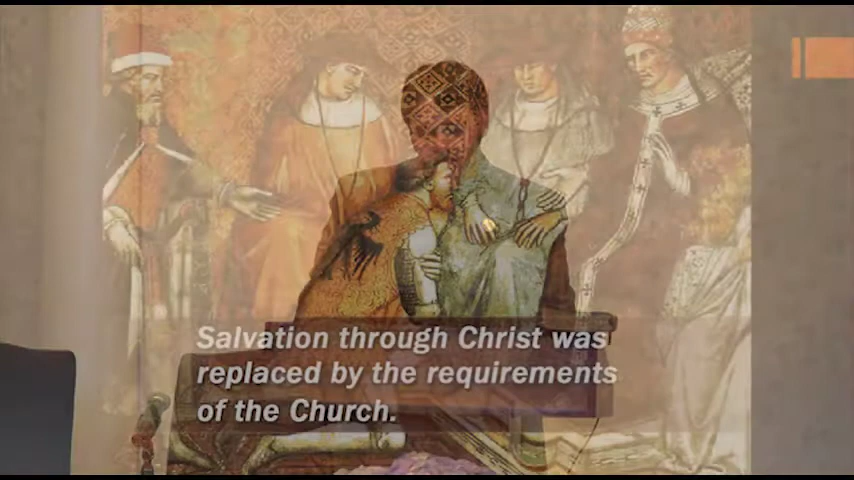 Salvation through Christ was
replaced by the requirements
of the Church.